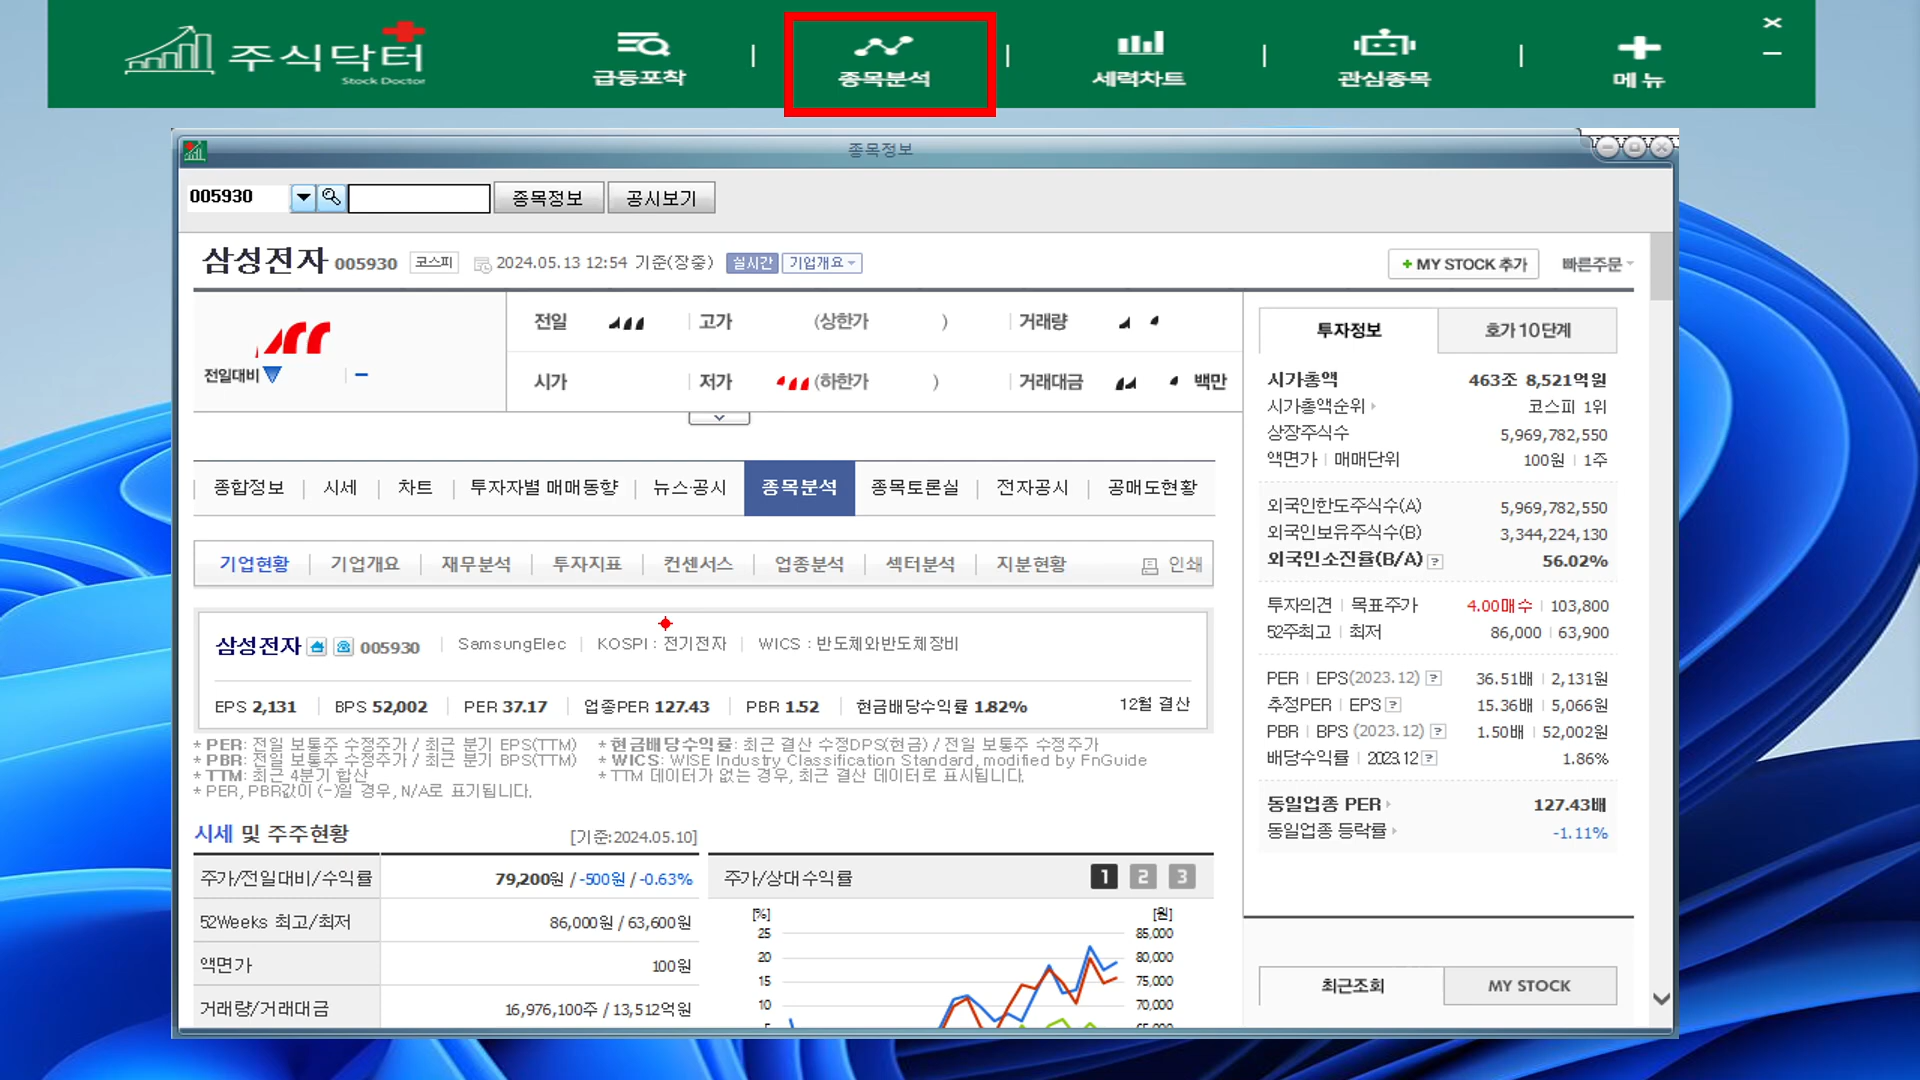 주식닥터
Stock Doctor
급등포착
종목분석
세력차트
관심종목
메뉴
종목정보
005930
종목정보
공시보기
삼성전자 005930 코스피 2024.05.13 12:54 기준(장중) 실시간 기업개요
+ MY STOCK 추가 빠른주문
전일대비
전일 고가 (상한가 ) 거래량
시가 저가 (하한가 ) 거래대금 백만
종합정보 시세 차트 투자자별 매매동향 뉴스·공시 종목분석 종목토론실 전자공시 공매도현황
기업현황 기업개요 재무분석 투자지표 컨센서스 업종분석 섹터분석 지분현황 인쇄
삼성전자 005930 SamsungElec KOSPI : 전기전자 WICS : 반도체와반도체장비
EPS 2,131 BPS 52,002 PER 37.17 업종PER 127.43 PBR 1.52 현금배당수익률 1.82% 12월 결산
* PER: 전일 보통주 수정주가 / 최근 분기 EPS(TTM)
* PBR: 전일 보통주 수정주가 / 최근 분기 BPS(TTM)
* TTM: 최근 4분기 합산
* PER, PBR값이 (-)일 경우, N/A로 표기됩니다.
* 현금배당수익률: 최근 결산 수정DPS(현금) / 전일 보통주 수정주가
* WICS: WISE Industry Classification Standard, modified by FnGuide
* TTM 데이터가 없는 경우, 최근 결산 데이터로 표시됩니다.
시세 및 주주현황 [기준:2024.05.10]
주가/전일대비/수익률 79,200원 / -500원 / -0.63%
52Weeks 최고/최저 86,000원 / 63,600원
액면가 100원
거래량/거래대금 16,976,100주 / 13,512억원
주가/상대수익률 1 2 3
[%] [원]
25 85,000
20 80,000
15 75,000
10 70,000
5 65,000
투자정보 호가 10단계
시가총액 463조 8,521억원
시가총액순위 코스피 1위
상장주식수 5,969,782,550
액면가 매매단위 100원 1주
외국인한도주식수(A) 5,969,782,550
외국인보유주식수(B) 3,344,224,130
외국인소진율(B/A) ? 56.02%
투자의견 목표주가 4.00매수 103,800
52주최고 최저 86,000 63,900
PER EPS(2023.12) ? 36.51배 2,131원
추정PER EPS ? 15.36배 5,066원
PBR BPS (2023.12) ? 1.50배 52,002원
배당수익률 2023.12 ? 1.86%
동일업종 PER 127.43배
동일업종 등락률 -1.11%
최근조회 MY STOCK